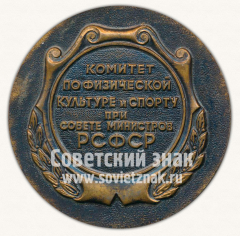 КОМИТЕТ
ПО ФИЗИЧЕСКОЙ
КУЛЬТУРЕ И СПОРТУ
ПРИ
СОВЕТЕ МИНИСТРОВ
РСФСР
Советский знак
www.sovietznak.ru